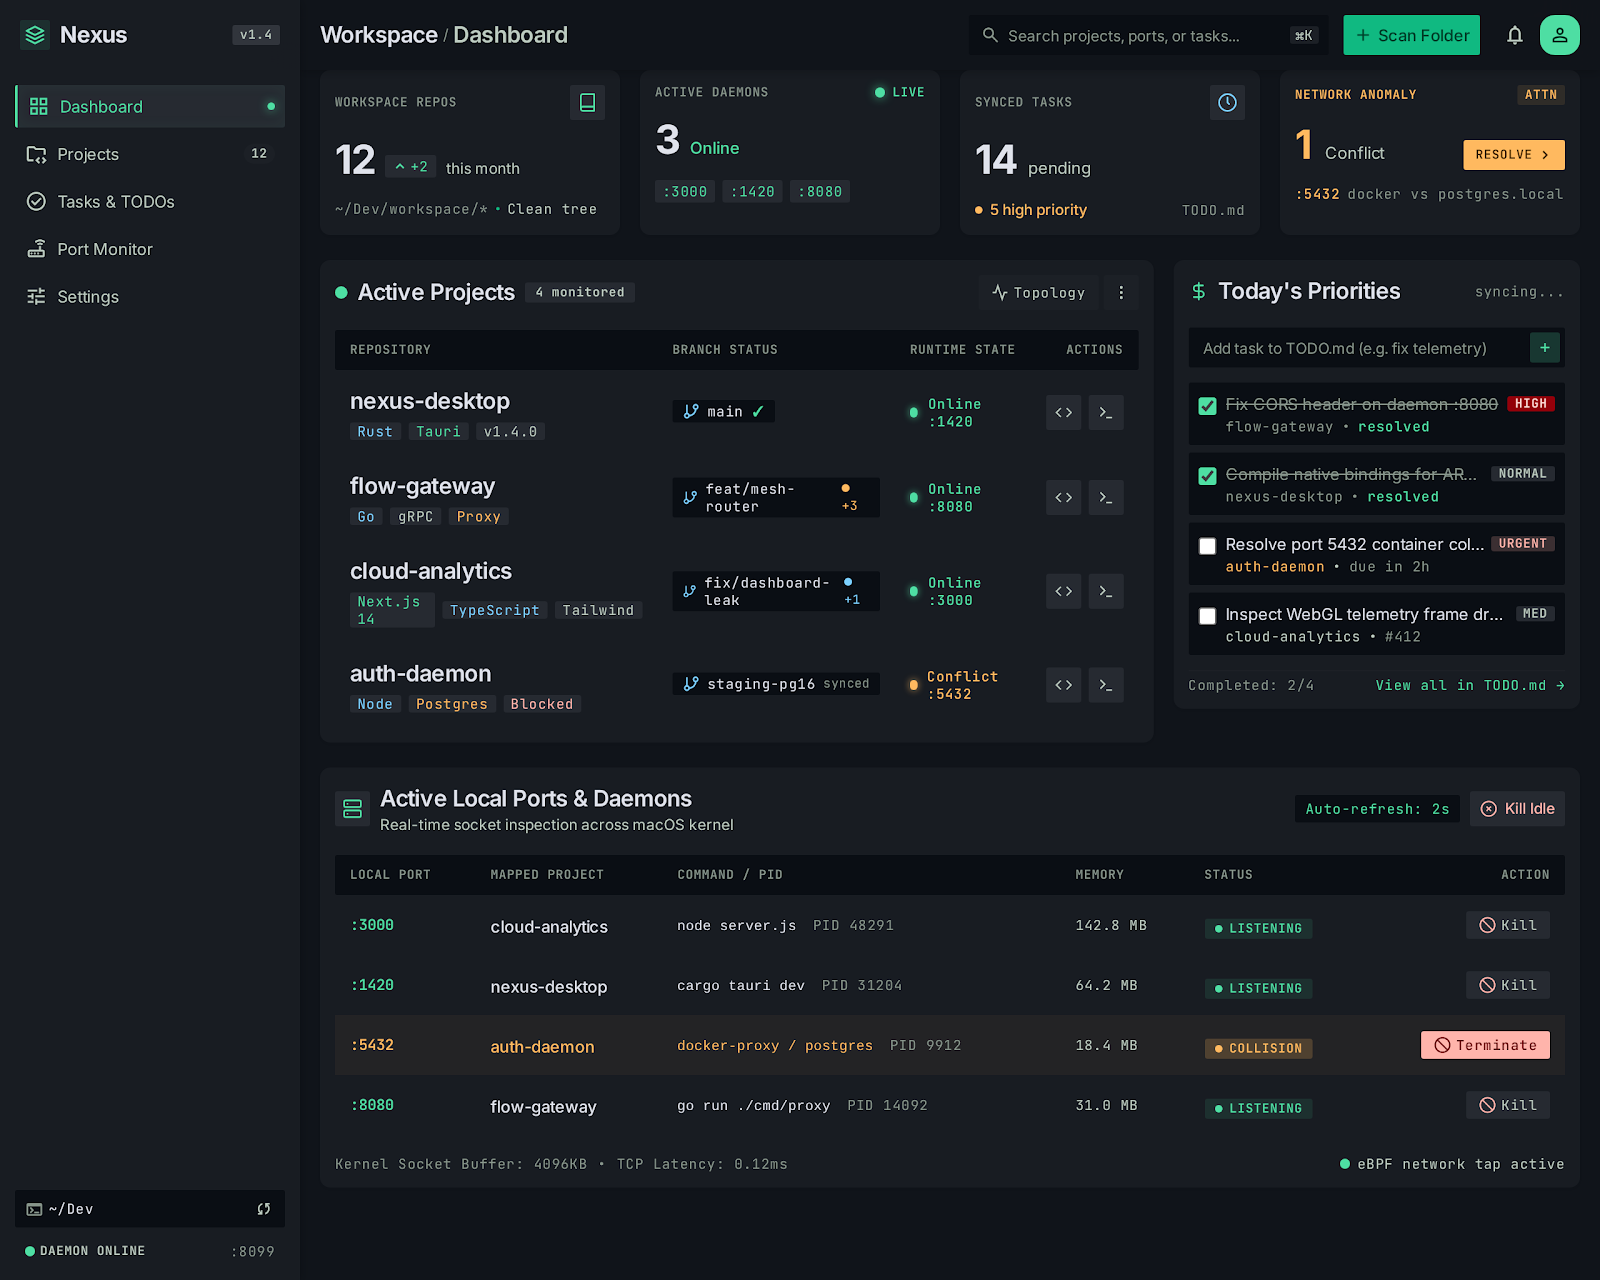 Nexus
v1.4
Dashboard
Projects
12
Tasks & TODOs
Port Monitor
Settings
~/Dev
DAEMON ONLINE
:8099
Workspace / Dashboard
Search projects, ports, or tasks...
⌘K
+ Scan Folder
WORKSPACE REPOS
12
+2
this month
~/Dev/workspace/* • Clean tree
ACTIVE DAEMONS
LIVE
3 Online
:3000
:1420
:8080
SYNCED TASKS
14 pending
5 high priority
TODO.md
NETWORK ANOMALY
ATTN
1 Conflict
RESOLVE
:5432 docker vs postgres.local
Active Projects
4 monitored
Topology
REPOSITORY
BRANCH STATUS
RUNTIME STATE
ACTIONS
nexus-desktop
Rust
Tauri
v1.4.0
main ✓
Online
:1420
flow-gateway
Go
gRPC
Proxy
feat/mesh-
router
+3
Online
:8080
cloud-analytics
Next.js
14
TypeScript
Tailwind
fix/dashboard-
leak
+1
Online
:3000
auth-daemon
Node
Postgres
Blocked
staging-pg16 synced
Conflict
:5432
$ Today's Priorities
syncing...
Add task to TODO.md (e.g. fix telemetry)
+
Fix CORS header on daemon :8080
HIGH
flow-gateway • resolved
Compile native bindings for AR...
NORMAL
nexus-desktop • resolved
Resolve port 5432 container col...
URGENT
auth-daemon • due in 2h
Inspect WebGL telemetry frame dr...
MED
cloud-analytics • #412
Completed: 2/4
View all in TODO.md →
Active Local Ports & Daemons
Real-time socket inspection across macOS kernel
Auto-refresh: 2s
Kill Idle
LOCAL PORT
MAPPED PROJECT
COMMAND / PID
MEMORY
STATUS
ACTION
:3000
cloud-analytics
node server.js PID 48291
142.8 MB
LISTENING
Kill
:1420
nexus-desktop
cargo tauri dev PID 31204
64.2 MB
LISTENING
Kill
:5432
auth-daemon
docker-proxy / postgres PID 9912
18.4 MB
COLLISION
Terminate
:8080
flow-gateway
go run ./cmd/proxy PID 14092
31.0 MB
LISTENING
Kill
Kernel Socket Buffer: 4096KB • TCP Latency: 0.12ms
eBPF network tap active